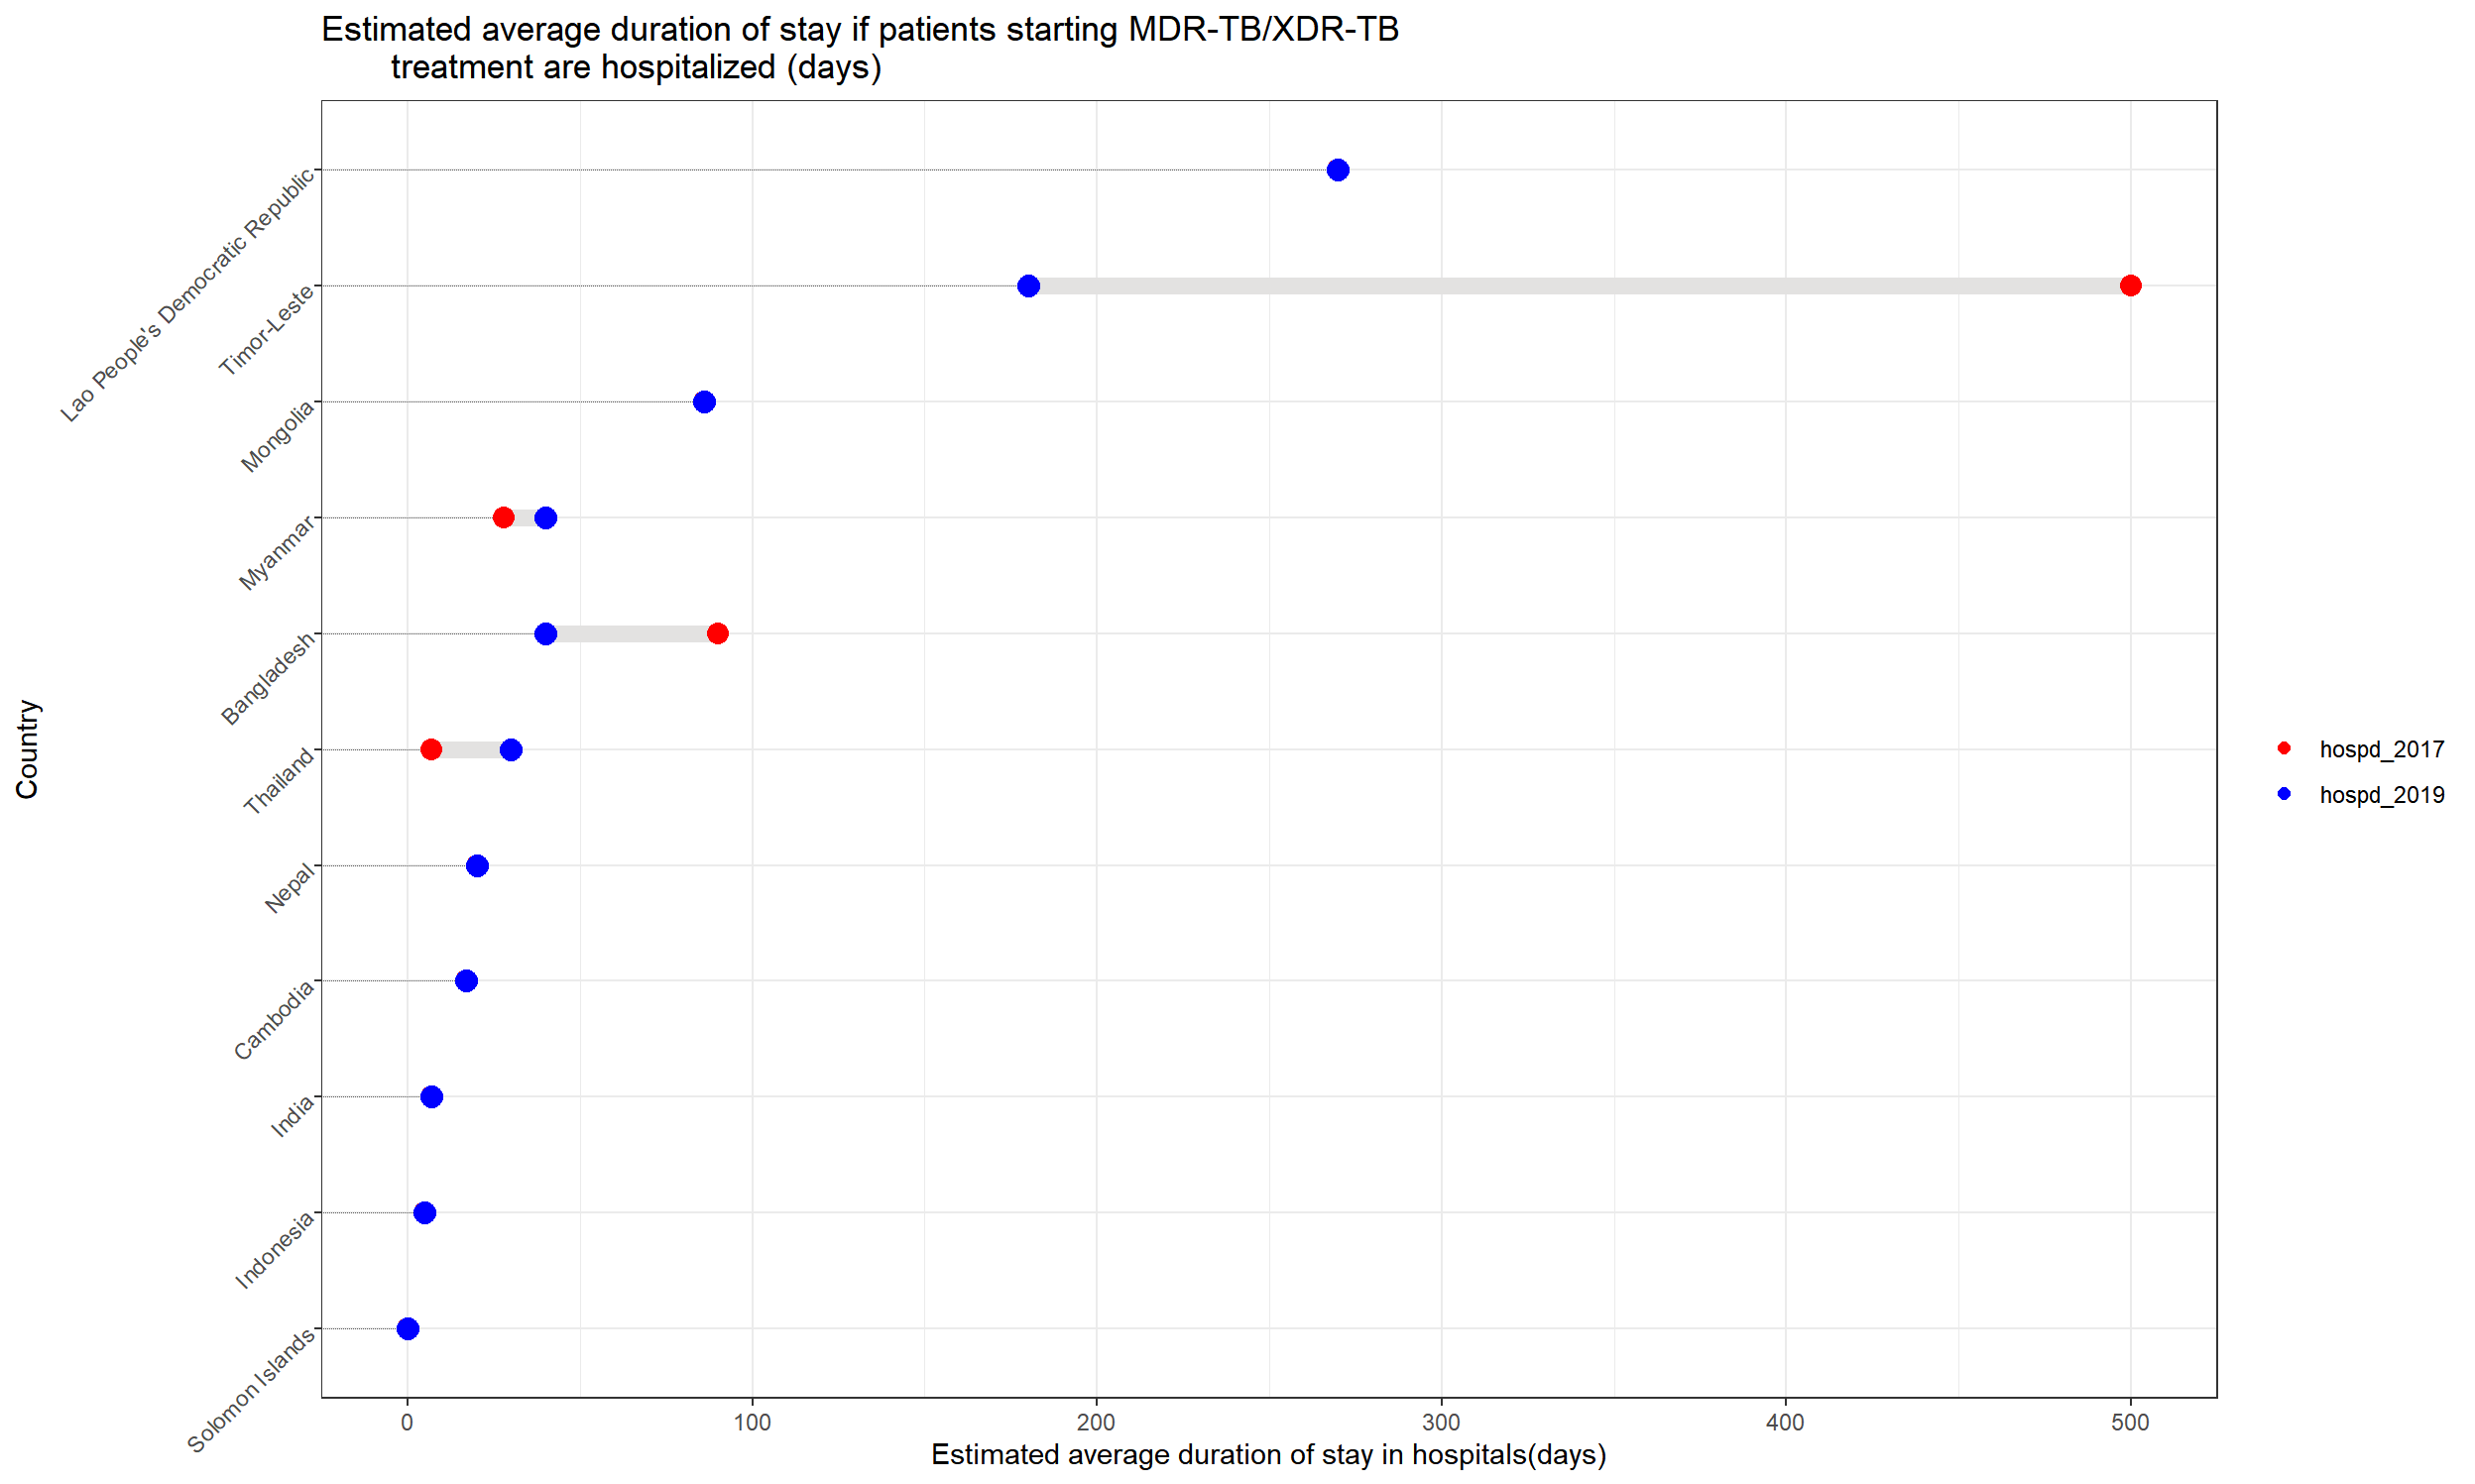 Estimated average duration of stay if patients starting MDR-TB/XDR-TB
treatment are hospitalized (days)
Country
Lao People's Democratic Republic
Timor-Leste
Mongolia
Myanmar
Bangladesh
Thailand
Nepal
Cambodia
India
Indonesia
Solomon Islands
0 100 200 300 400 500
Estimated average duration of stay in hospitals(days)
hospd_2017
hospd_2019